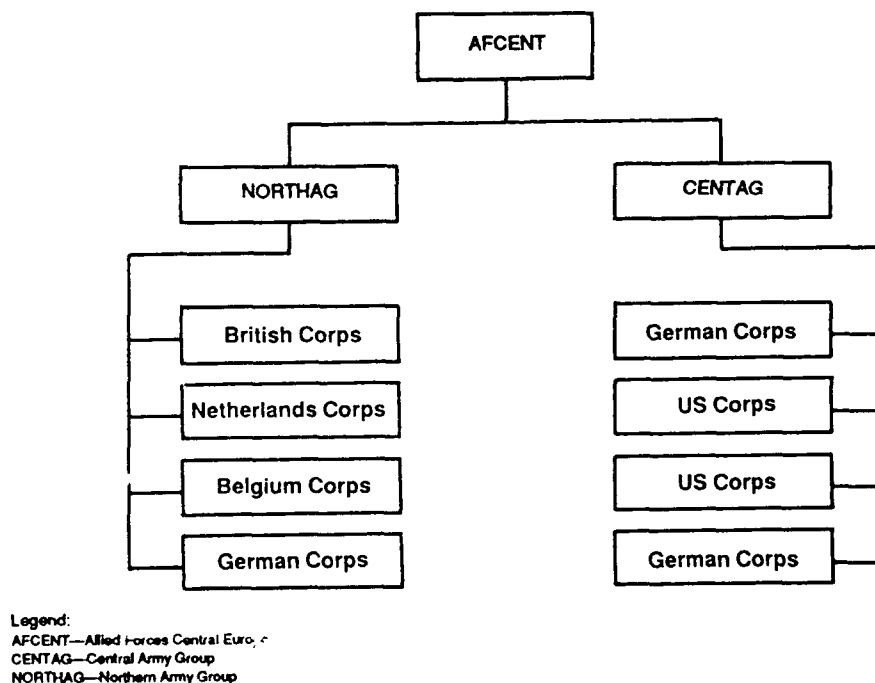 AFCENT
NORTHAG
CENTAG
British Corps
Netherlands Corps
Belgium Corps
German Corps
German Corps
US Corps
US Corps
German Corps
Legend:
AFCENT—Allied Forces Central
CENTAG—Central Army Group
NORTHAG—Northern Army Group